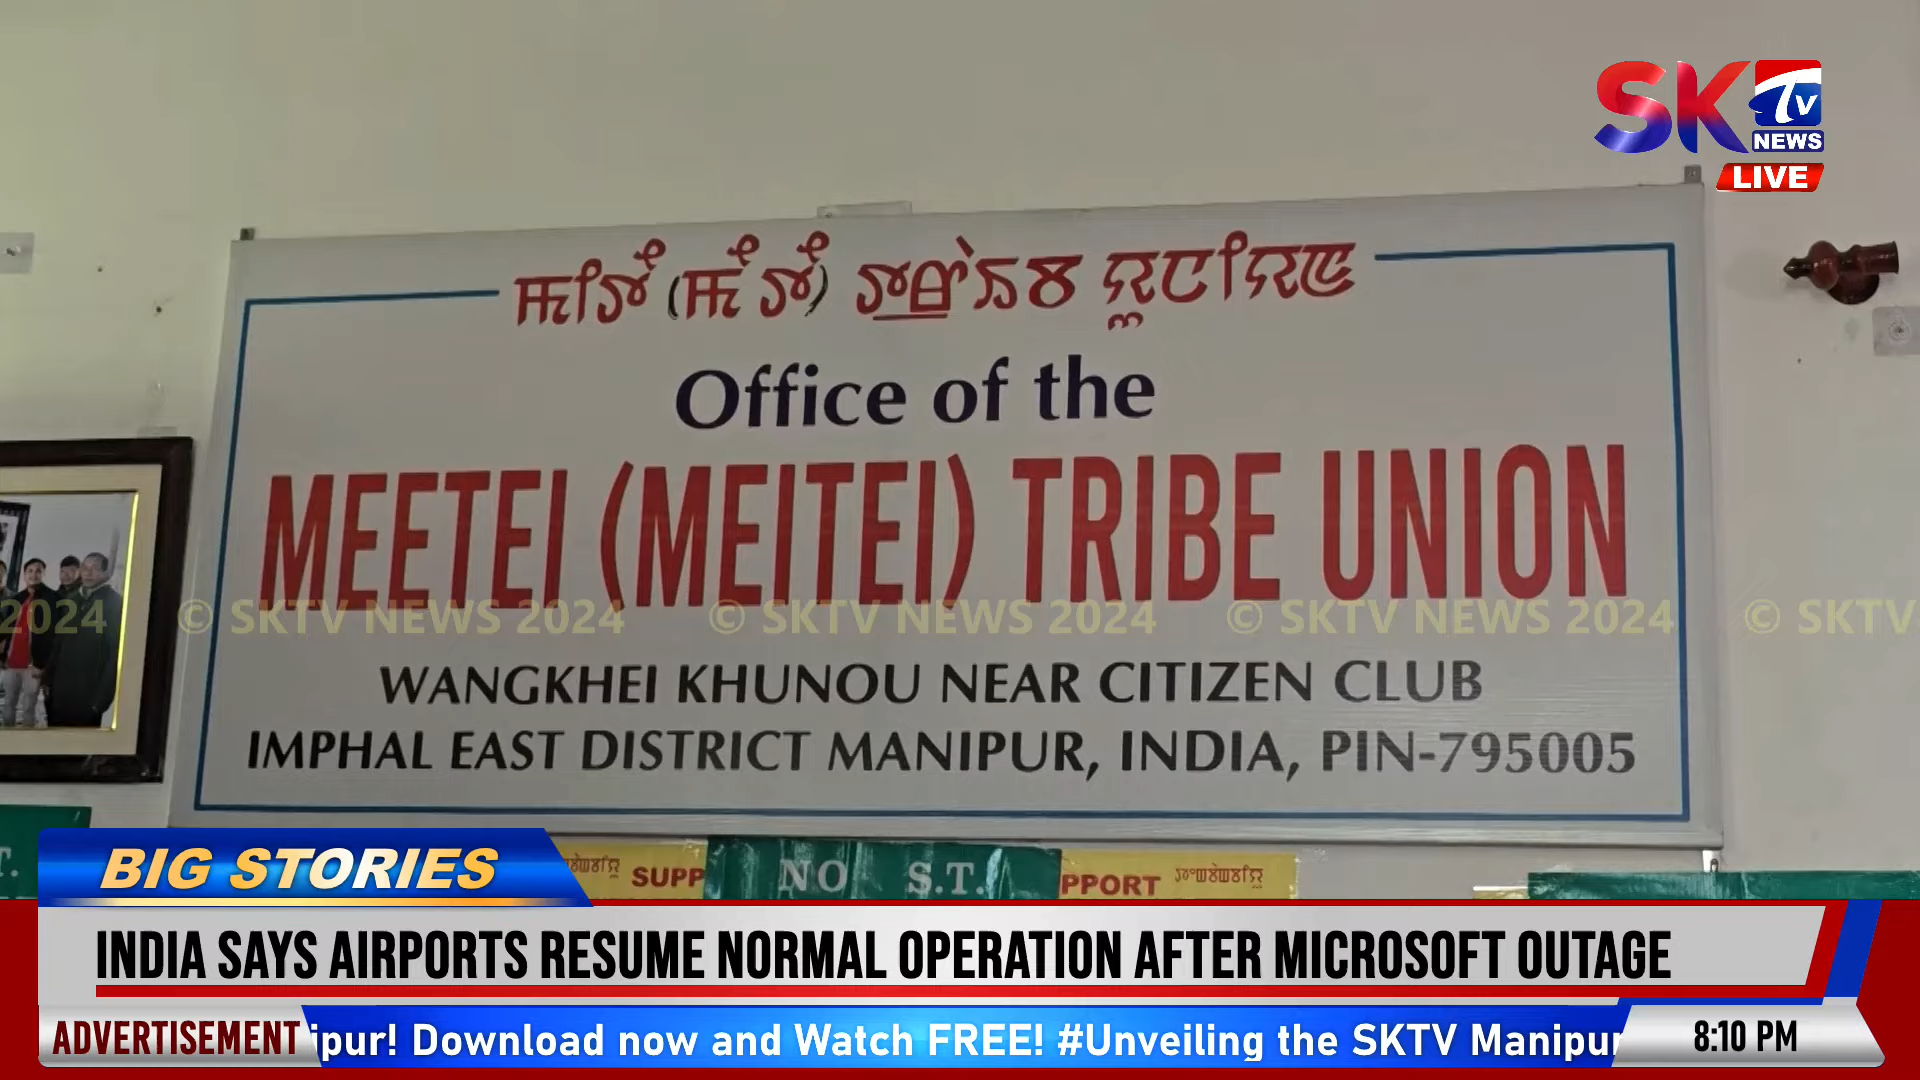 SK TV
NEWS
LIVE
ꯃꯤꯇꯩ (ꯃꯩꯇꯩ)
Office of the
MEETEI (MEITEI) TRIBE UNION
2024 © SKTV NEWS 2024 © SKTV NEWS 2024 © SKTV NEWS 2024 © SKTV
WANGKHEI KHUNOU NEAR CITIZEN CLUB
IMPHAL EAST DISTRICT MANIPUR, INDIA, PIN-795005
T.
SUPP
NO S.T.
PPORT
BIG STORIES
INDIA SAYS AIRPORTS RESUME NORMAL OPERATION AFTER MICROSOFT OUTAGE
ADVERTISEMENT
ipur! Download now and Watch FREE! #Unveiling the SKTV Manipur
8:10 PM